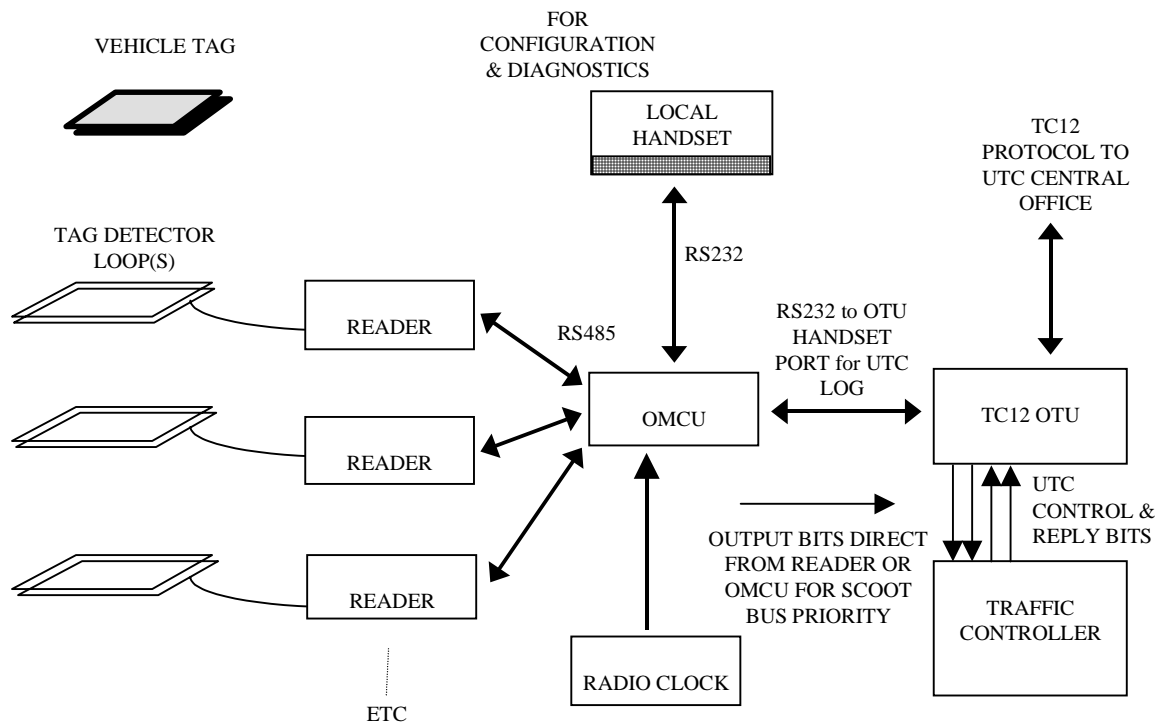 FOR
CONFIGURATION
& DIAGNOSTICS
VEHICLE TAG
LOCAL
HANDSET
TC12
PROTOCOL TO
UTC CENTRAL
OFFICE
TAG DETECTOR
LOOP(S)
RS232
READER
RS485
RS232 to OTU
HANDSET
PORT for UTC
LOG
OMCU
TC12 OTU
READER
UTC
CONTROL &
REPLY BITS
OUTPUT BITS DIRECT
FROM READER OR
OMCU FOR SCOOT
BUS PRIORITY
READER
TRAFFIC
CONTROLLER
RADIO CLOCK
ETC